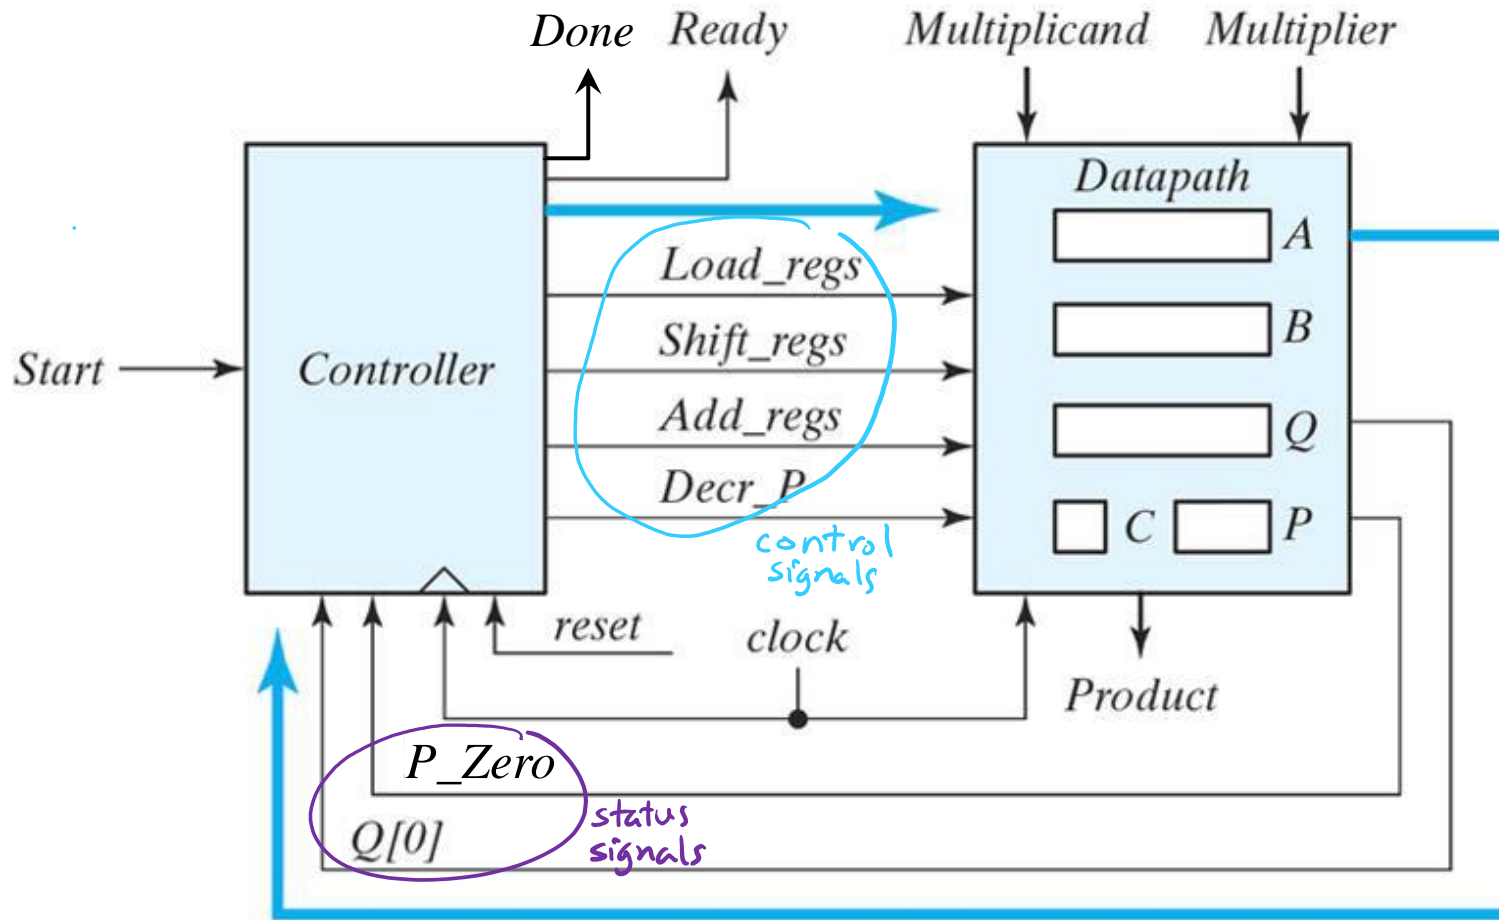 Done Ready Multiplicand Multiplier
Datapath
A
Load_regs
B
Shift_regs
Start
Controller
Add_regs
Q
Decr_P
C P
control
signals
reset
clock
Product
P_Zero
status
signals
Q[0]